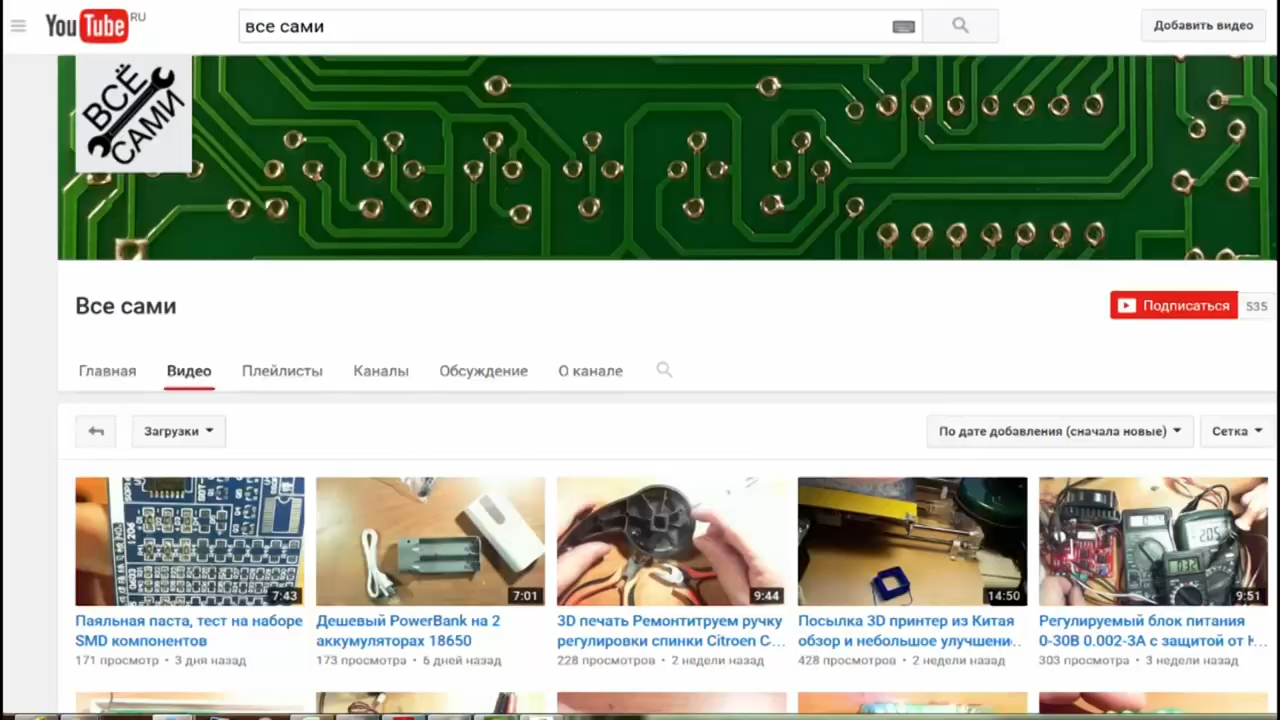 YouTube RU
все сами
Добавить видео
ВСЁ
САМИ
Все сами
Подписаться 535
Главная Видео Плейлисты Каналы Обсуждение О канале
Загрузки
По дате добавления (сначала новые) Сетка
7:43 7:01 9:44 14:50 9:51
Паяльная паста, тест на наборе
SMD компонентов
171 просмотр • 3 дня назад
Дешевый PowerBank на 2
аккумуляторах 18650
173 просмотра • 6 дней назад
3D печать Ремонтитруем ручку
регулировки спинки Citroen C...
228 просмотров • 2 недели назад
Посылка 3D принтер из Китая
обзор и небольшое улучшени...
428 просмотров • 2 недели назад
Регулируемый блок питания
0-30В 0.002-3А с защитой от К...
303 просмотра • 3 недели назад